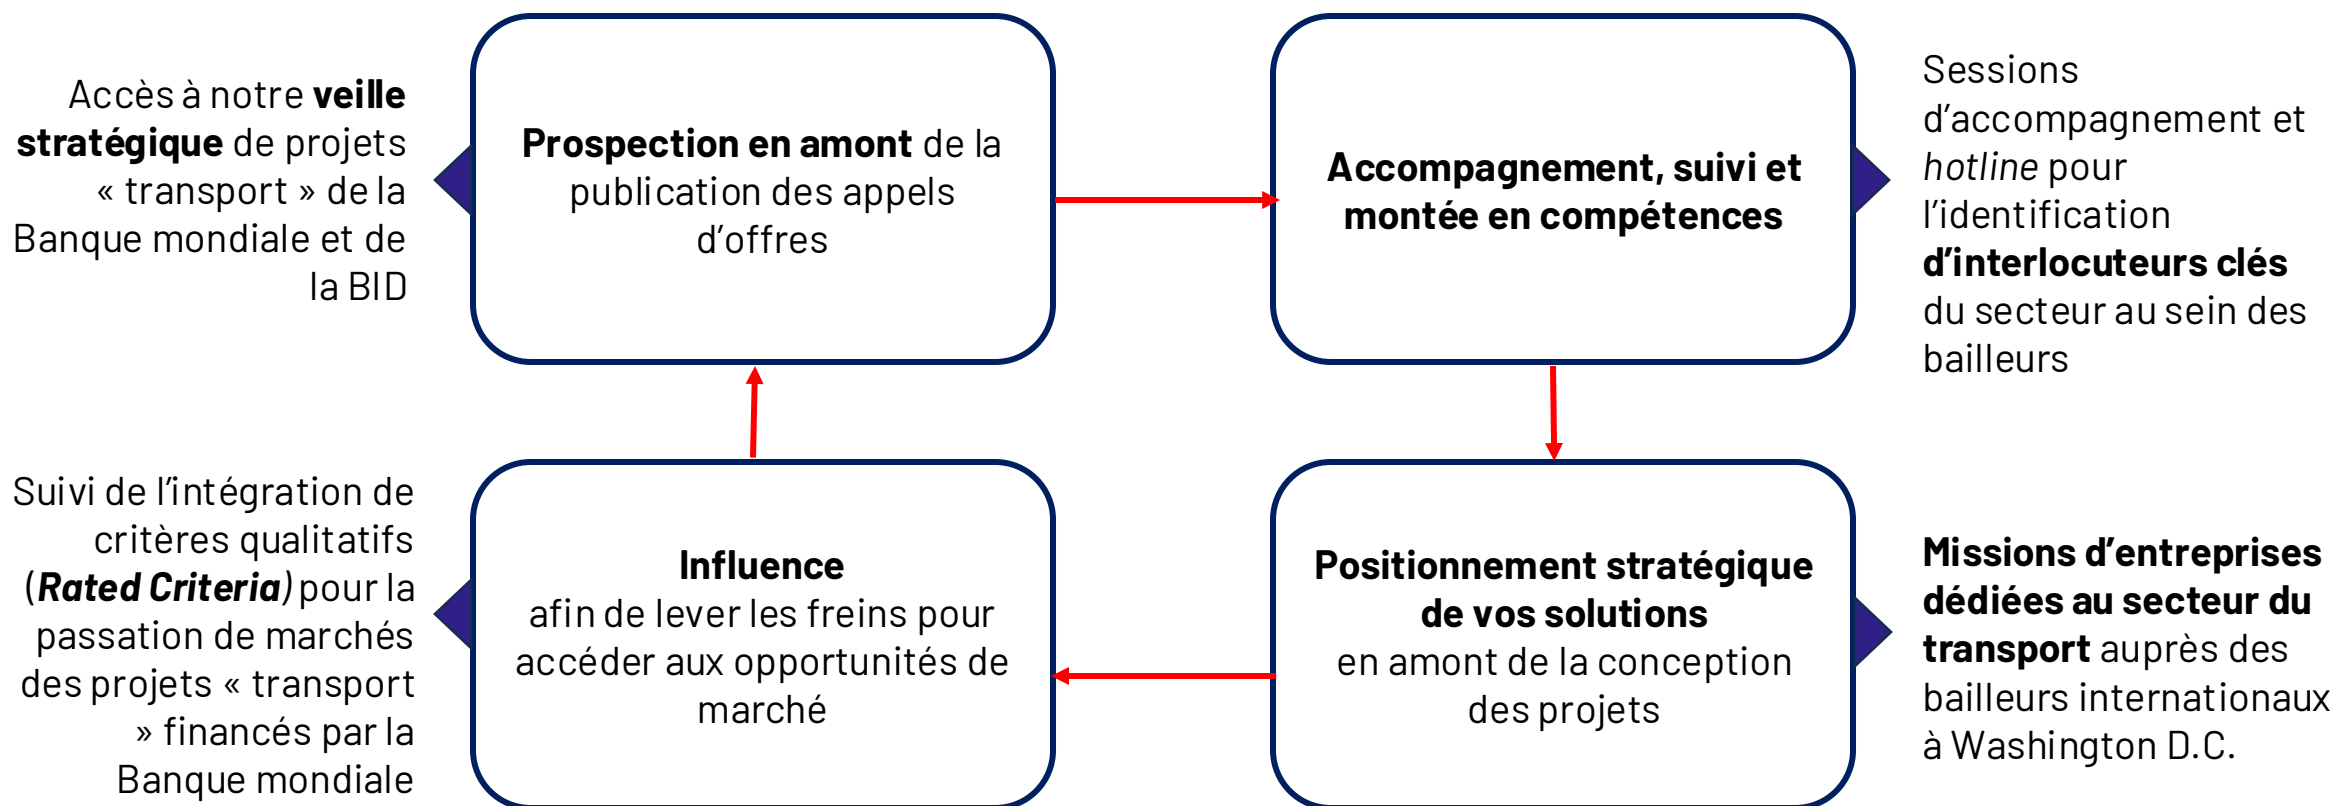 Accès à notre veille
stratégique de projets
« transport » de la
Banque mondiale et de
la BID
Prospection en amont de la
publication des appels
d’offres
Accompagnement, suivi et
montée en compétences
Sessions
d’accompagnement et
hotline pour
l’identification
d’interlocuteurs clés
du secteur au sein des
bailleurs
Suivi de l’intégration de
critères qualitatifs
(Rated Criteria) pour la
passation de marchés
des projets « transport
» financés par la
Banque mondiale
Influence
afin de lever les freins pour
accéder aux opportunités de
marché
Positionnement stratégique
de vos solutions
en amont de la conception
des projets
Missions d’entreprises
dédiées au secteur du
transport auprès des
bailleurs internationaux
à Washington D.C.